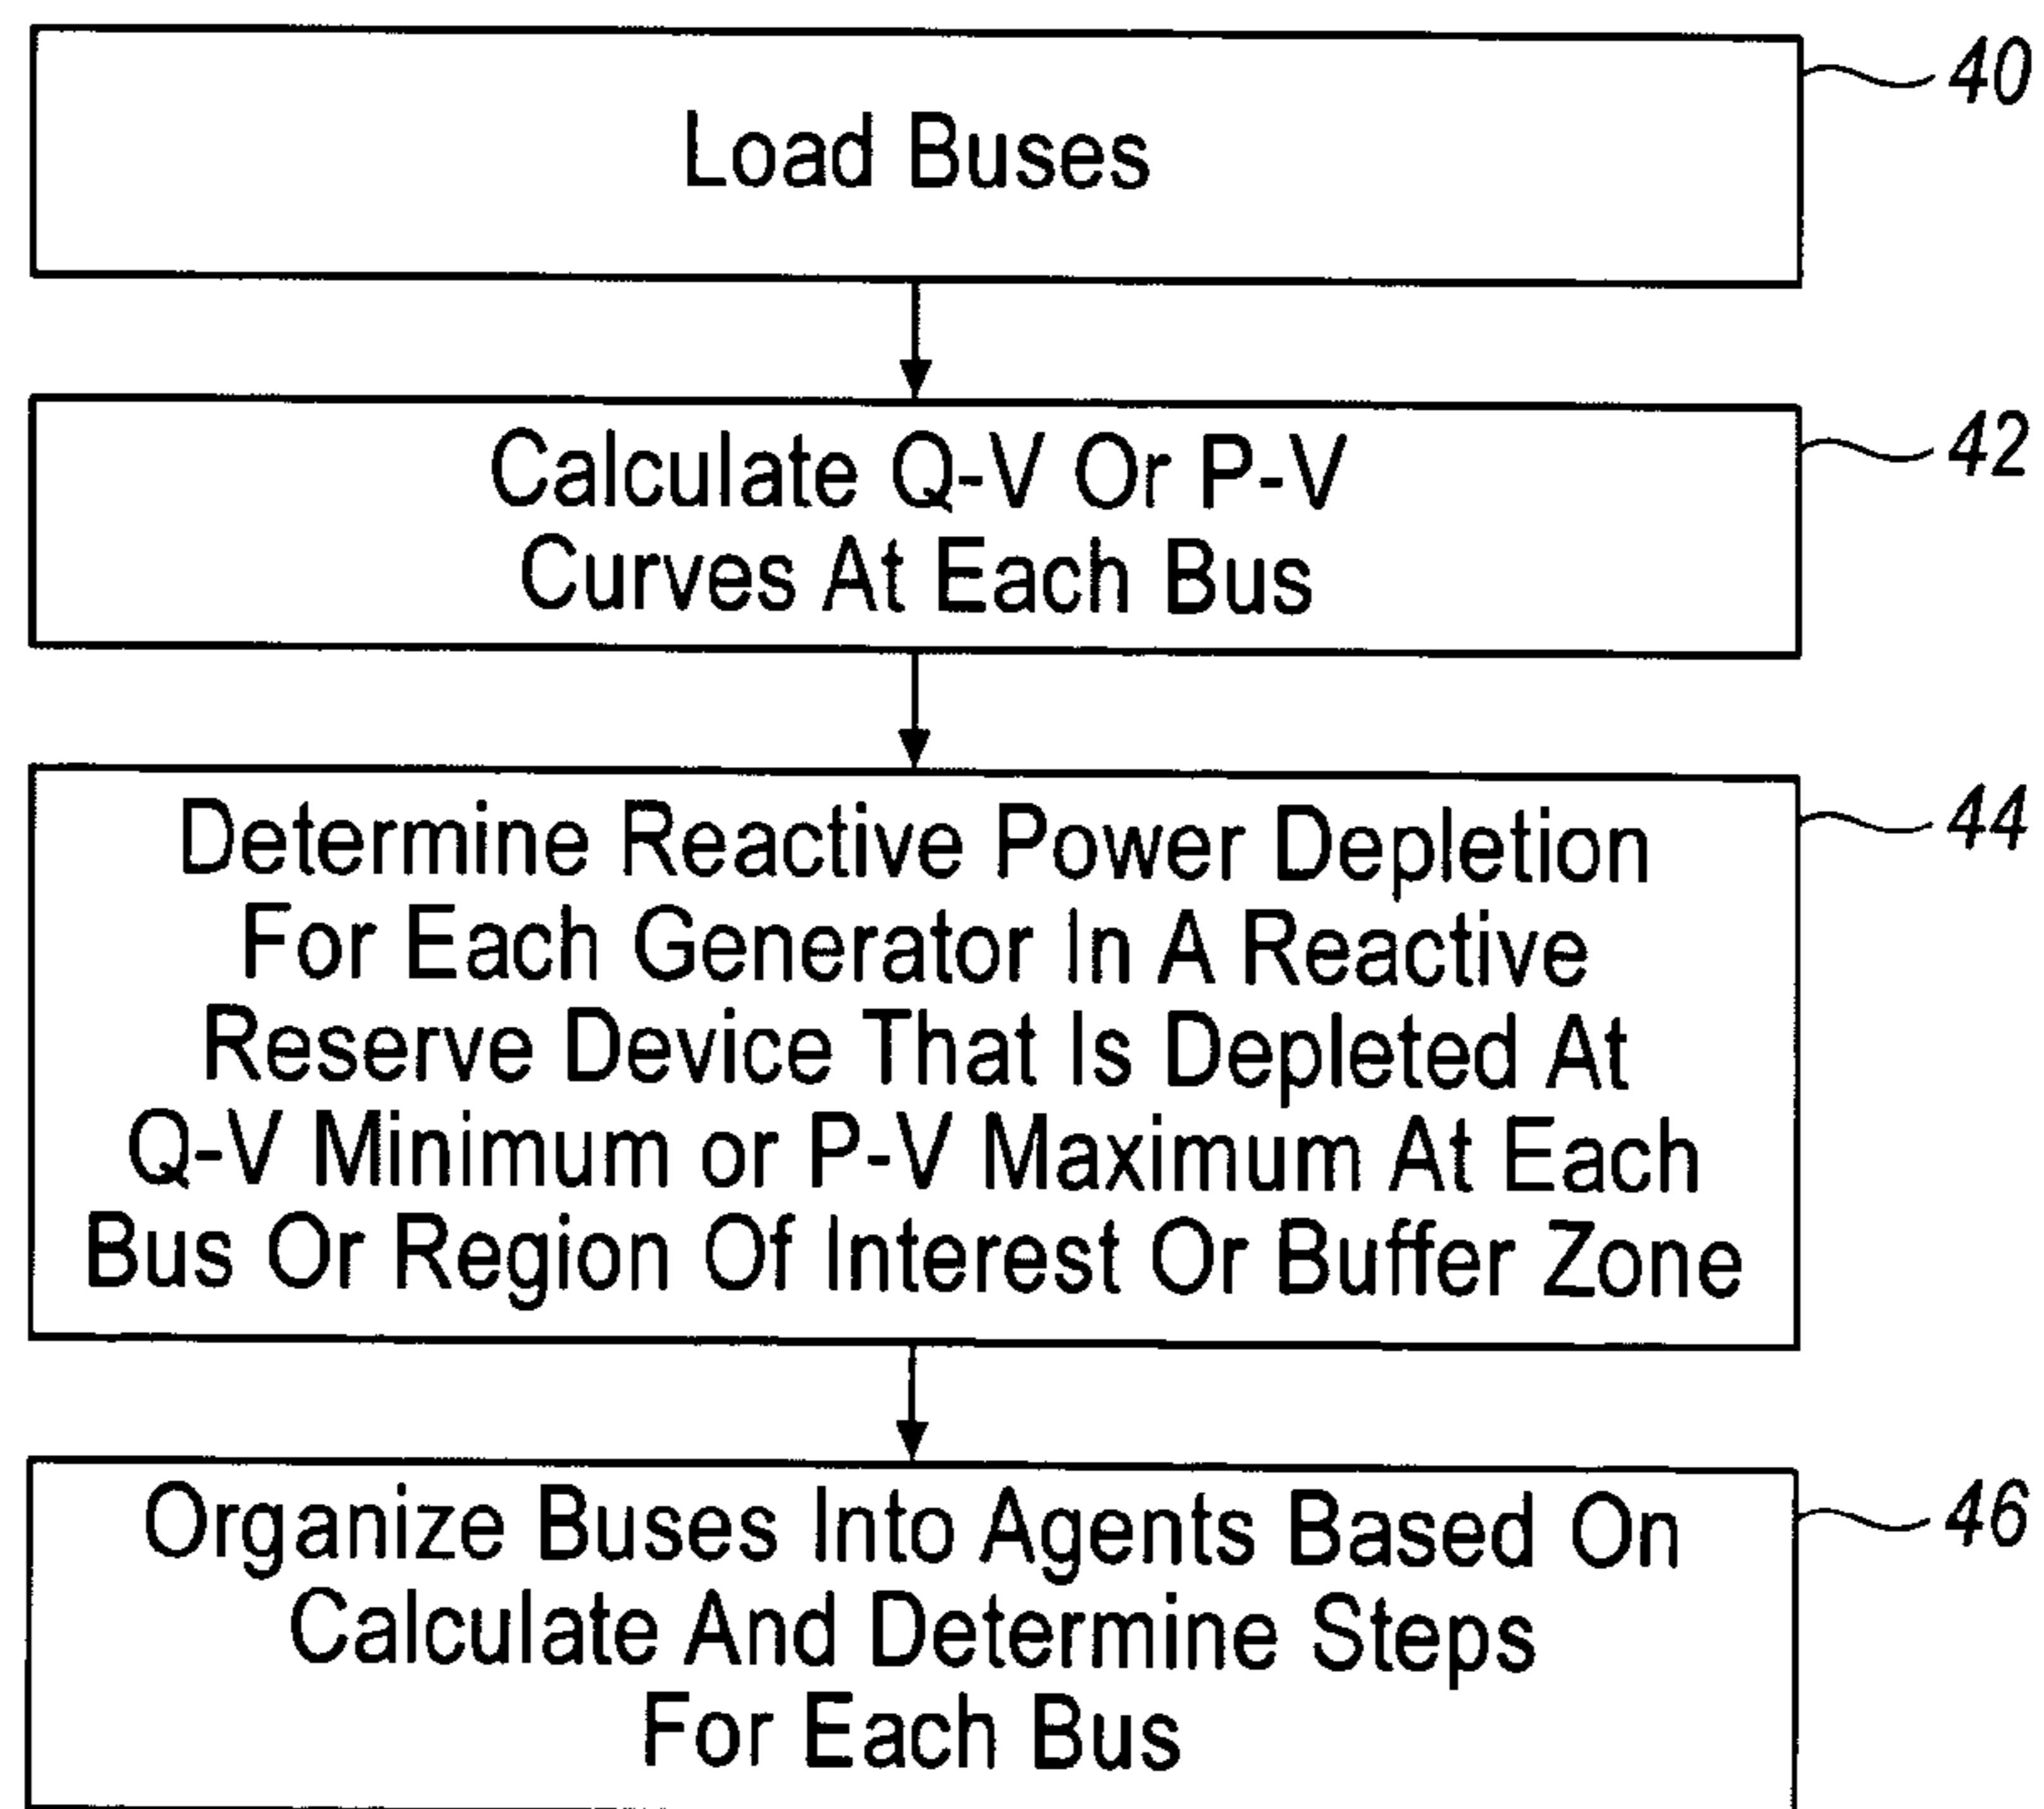 Load Buses
40
Calculate Q-V Or P-V
Curves At Each Bus
42
Determine Reactive Power Depletion
For Each Generator In A Reactive
Reserve Device That Is Depleted At
Q-V Minimum or P-V Maximum At Each
Bus Or Region Of Interest Or Buffer Zone
44
Organize Buses Into Agents Based On
Calculate And Determine Steps
For Each Bus
46